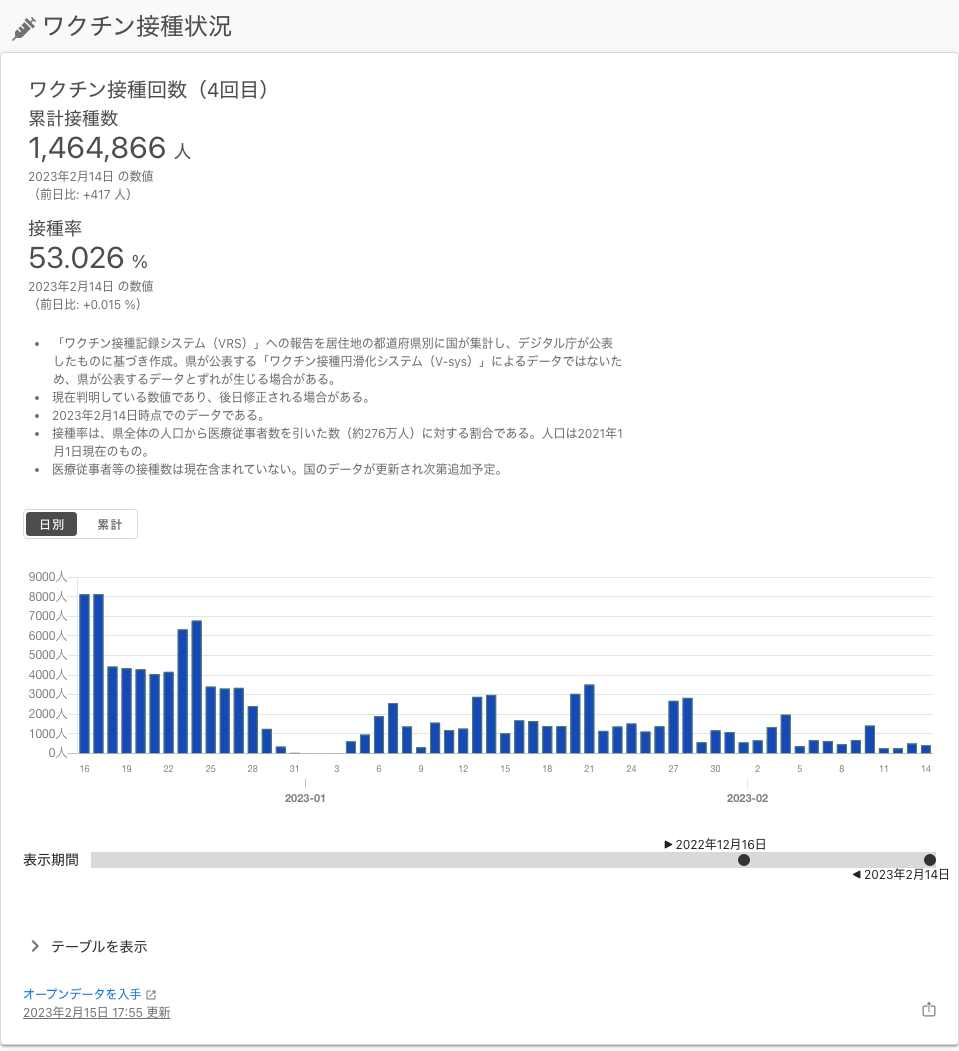 ワクチン接種状況
ワクチン接種回数（4回目）
累計接種数
1,464,866 人
2023年2月14日 の数値
（前日比: +417 人）
接種率
53.026 %
2023年2月14日 の数値
（前日比: +0.015 %）
• 「ワクチン接種記録システム（VRS）」への報告を居住地の都道府県別に国が集計し、デジタル庁が公表
したものに基づき作成。県が公表する「ワクチン接種円滑化システム（V-sys）」によるデータではないた
め、県が公表するデータとずれが生じる場合がある。
• 現在判明している数値であり、後日修正される場合がある。
• 2023年2月14日時点でのデータである。
• 接種率は、県全体の人口から医療従事者数を引いた数（約276万人）に対する割合である。人口は2021年1
月1日現在のもの。
• 医療従事者等の接種数は現在含まれていない。国のデータが更新され次第追加予定。
日別 累計
9000人
8000人
7000人
6000人
5000人
4000人
3000人
2000人
1000人
0人
16 19 22 25 28 31 3 6 9 12 15 18 21 24 27 30 2 5 8 11 14
2023-01 2023-02
2022年12月16日
表示期間
2023年2月14日
テーブルを表示
オープンデータを入手
2023年2月15日 17:55 更新